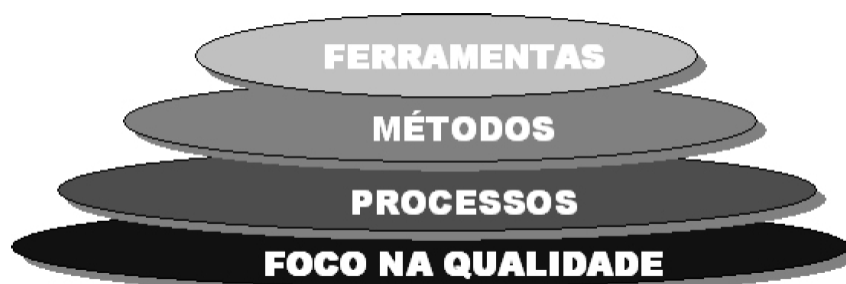 FERRAMENTAS
MÉTODOS
PROCESSOS
FOCO NA QUALIDADE